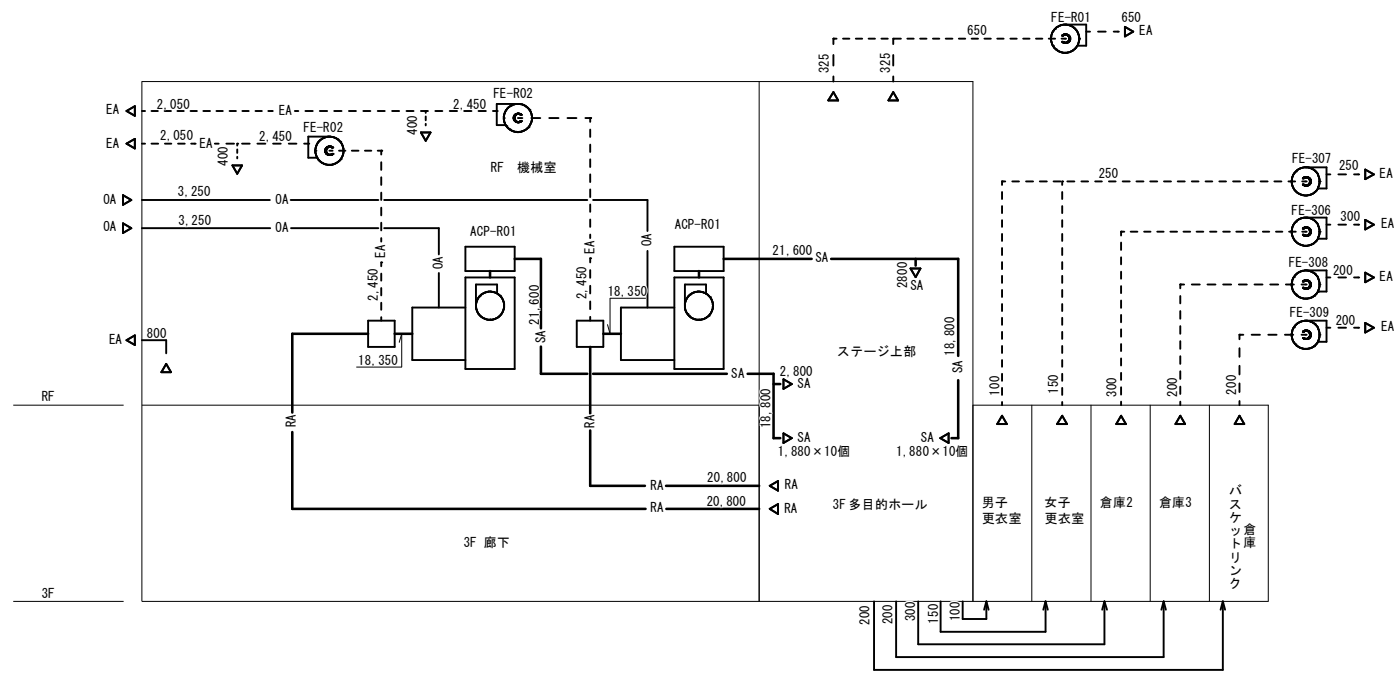 FE-R01
650
EA
650
325
325
EA
2,050
EA
2,450
FE-R02
400
EA
2,050
EA
2,450
FE-R02
400
RF 機械室
OA
3,250
OA
OA
3,250
OA
EA
2,450
OA
EA
2,450
OA
ACP-R01
ACP-R01
18,350
18,350
21,600
SA
21,600
SA
2800
SA
18,800
SA
EA
800
ステージ上部
SA
2,800
SA
18,800
SA
1,880×10個
SA
1,880×10個
RF
RA
RA
RA
20,800
RA
RA
20,800
RA
3F 多目的ホール
3F 廊下
3F
FE-307
250
EA
250
FE-306
300
EA
FE-308
200
EA
FE-309
200
EA
100
150
300
200
200
男子
更衣室
女子
更衣室
倉庫2
倉庫3
バスケットリンク
倉庫
200
200
300
150
100